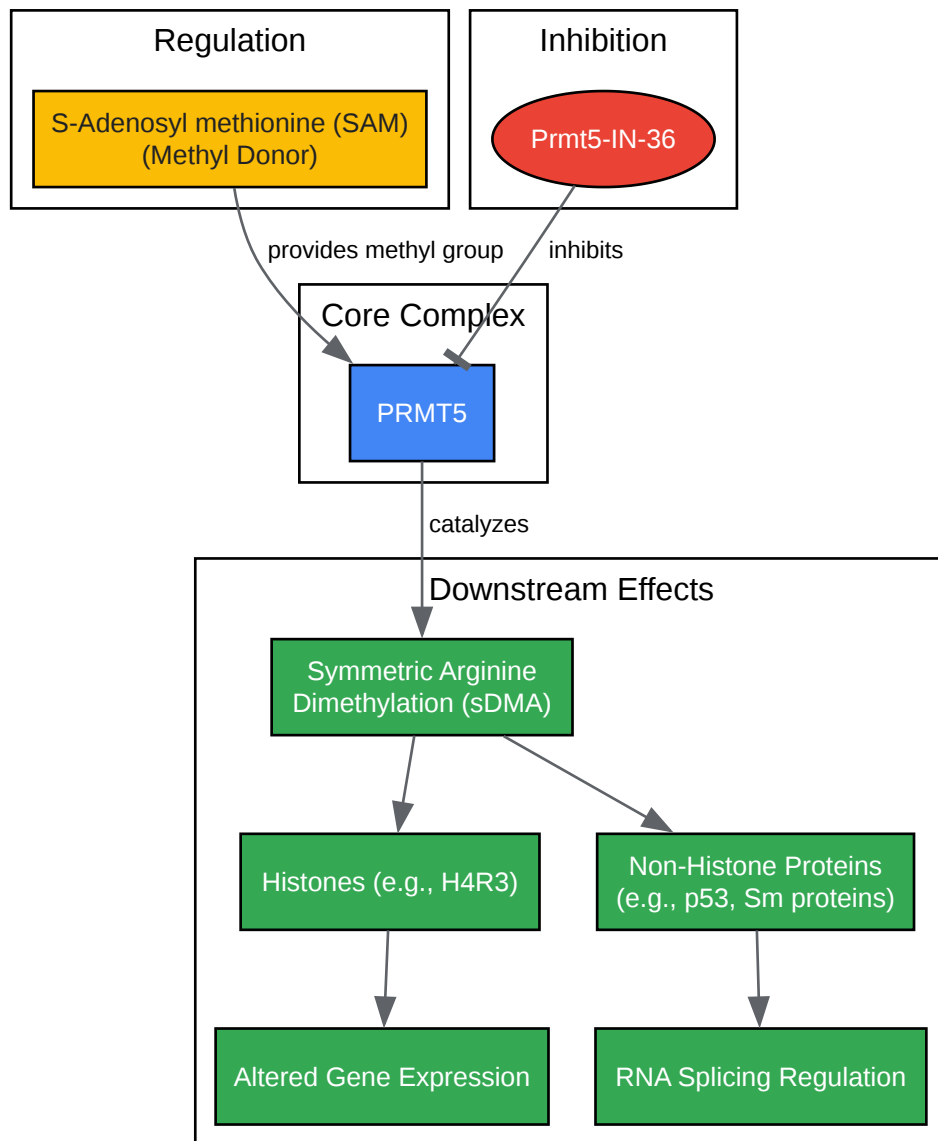 Regulation
Inhibition
S-Adenosyl methionine (SAM)
(Methyl Donor)
Prmt5-IN-36
provides methyl group
inhibits
Core Complex
PRMT5
catalyzes
Downstream Effects
Symmetric Arginine
Dimethylation (sDMA)
Histones (e.g., H4R3)
Non-Histone Proteins
(e.g., p53, Sm proteins)
Altered Gene Expression
RNA Splicing Regulation